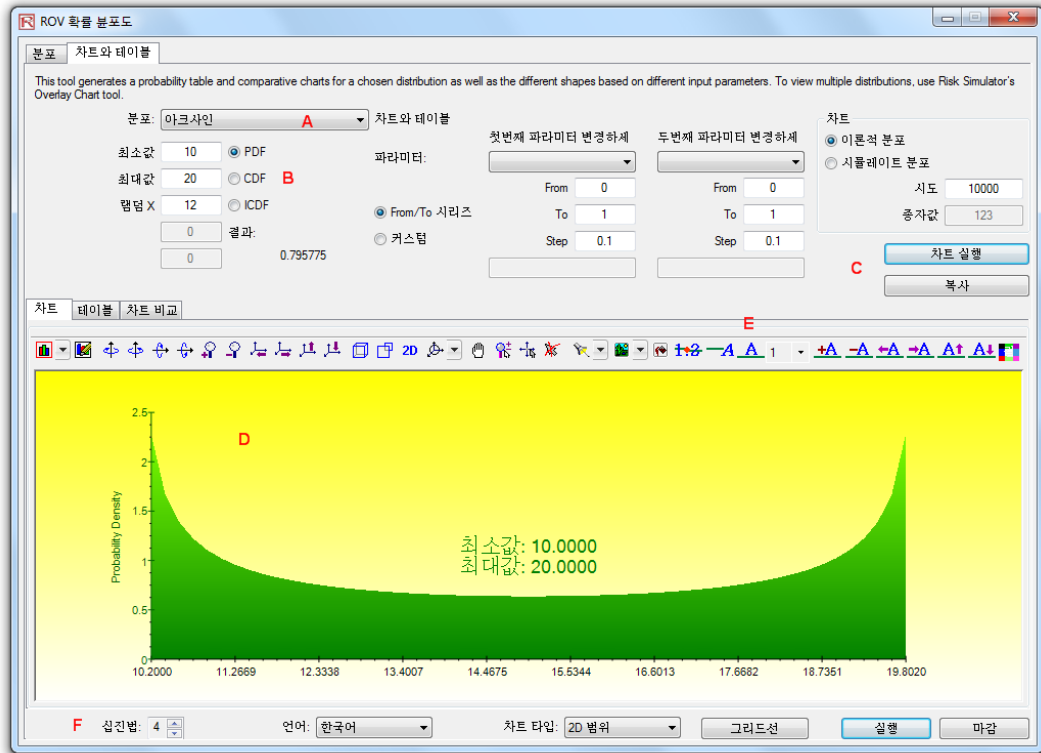 ROV 확률 분포도
분포 차트와 테이블
This tool generates a probability table and comparative charts for a chosen distribution as well as the different shapes based on different input parameters. To view multiple distributions, use Risk Simulator's
Overlay Chart tool.
분포: 아크사인 A 차트와 테이블 차트
첫번째 파라미터 변경하세 두번째 파라미터 변경하세
이론적 분포
최소값 10 PDF 파라미터: 시뮬레이트 분포
최대값 20 CDF B From 0 From 0 시도 10000
램덤 X 12 ICDF From/To 시리즈 To 1 To 1 종자값 123
0 결과: 커스텀 Step 0.1 Step 0.1
0 0.795775
C 차트 실행
복사
차트 테이블 차트 비교
E
2D 1+2 A A 1 +A -A A A A A
D
Probability Density
2.5
2
1.5
1
0.5
0
최소값: 10.0000
최대값: 20.0000
10.2000 11.2669 12.3338 13.4007 14.4675 15.5344 16.6013 17.6682 18.7351 19.8020
F 십진법: 4 언어: 한국어 차트 타입: 2D 범위 그리드선 실행 마감